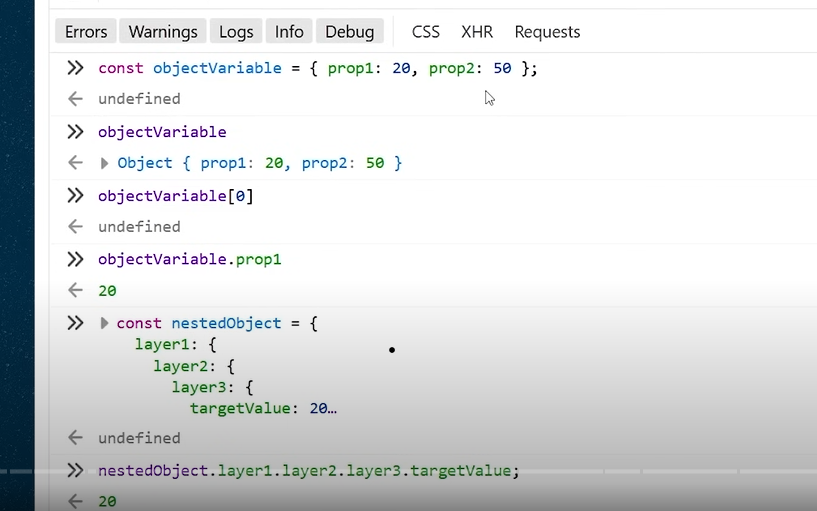 Errors Warnings Logs Info Debug CSS XHR Requests
const objectVariable = { prop1: 20, prop2: 50 };
undefined
objectVariable
Object { prop1: 20, prop2: 50 }
objectVariable[0]
undefined
objectVariable.prop1
20
const nestedObject = {
layer1: {
layer2: {
layer3: {
targetValue: 20…
undefined
nestedObject.layer1.layer2.layer3.targetValue;
20